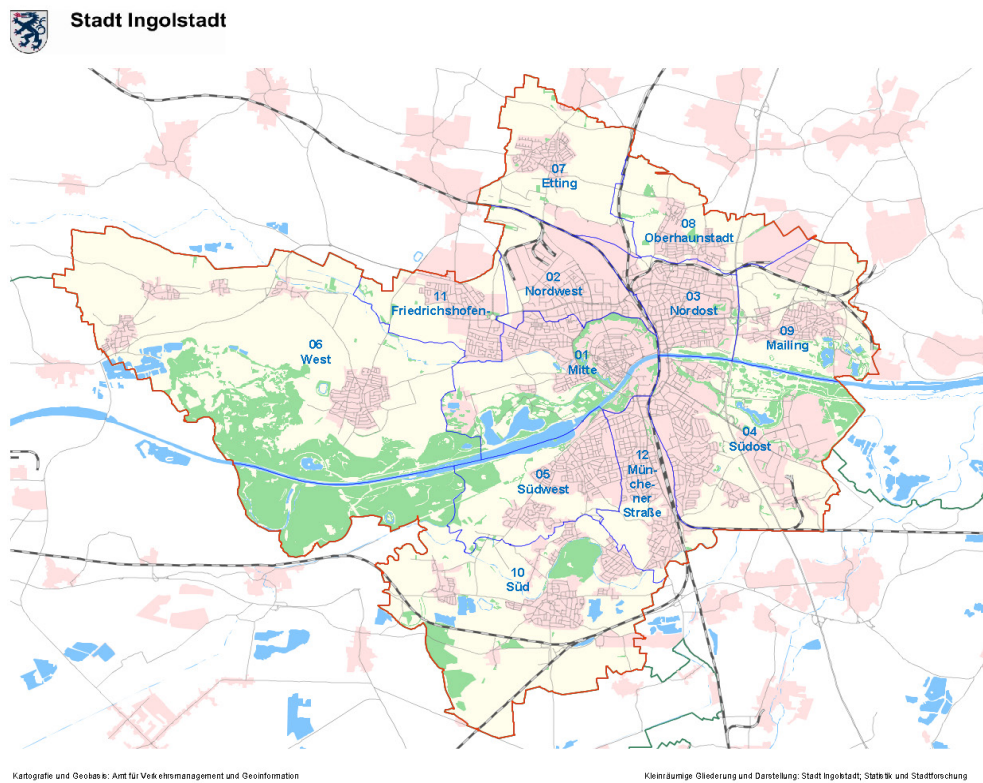 Stadt Ingolstadt
07
Etting
08
Oberhaunstadt
02
Nordwest
11
Friedrichshofen-
03
Nordost
09
Mailing
06
West
01
Mitte
04
Südost
12
Mün-
che-
ner
Straße
05
Südwest
10
Süd
Kartografie und Geobasis: Amt für Verkehrsmanagement und Geoinformation
Kleinräumige Gliederung und Darstellung: Stadt Ingolstadt; Statistik und Stadtforschung